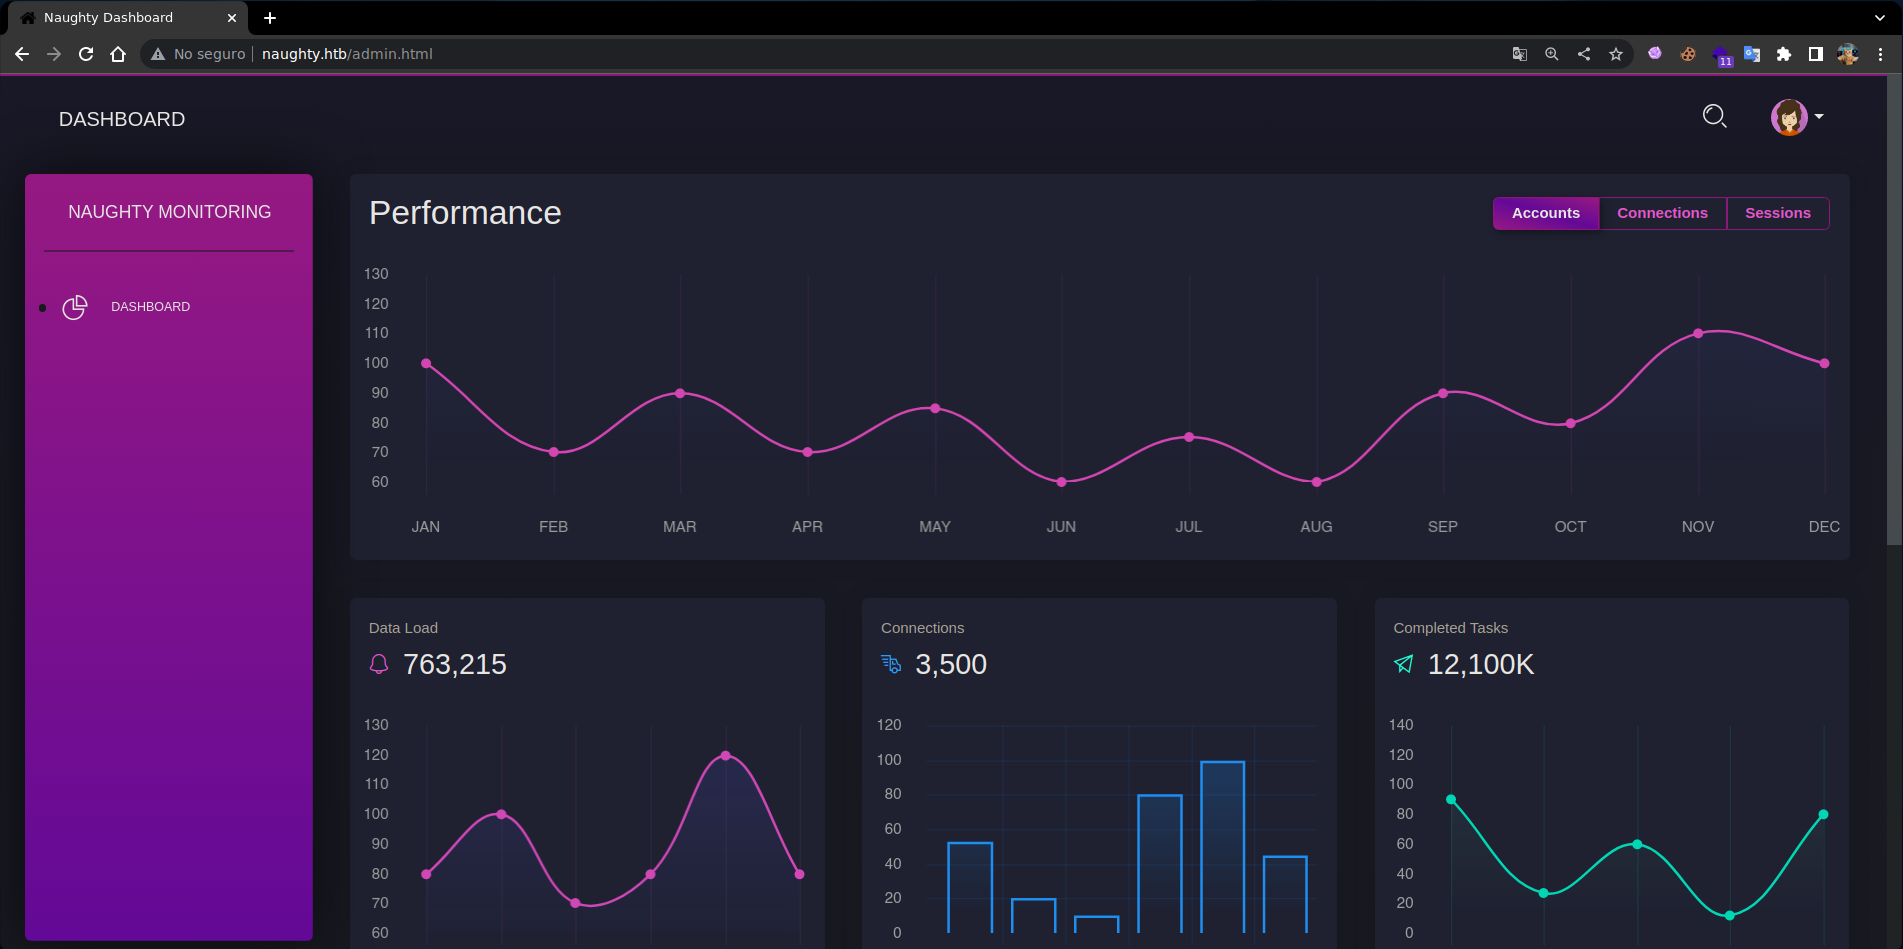 Naughty Dashboard
No seguro
naughty.htb/admin.html
11
DASHBOARD
NAUGHTY MONITORING
DASHBOARD
Performance
Accounts Connections Sessions
130
120
110
100
90
80
70
60
JAN FEB MAR APR MAY JUN JUL AUG SEP OCT NOV DEC
Data Load
763,215
130
120
110
100
90
80
70
60
Connections
3,500
120
100
80
60
40
20
0
Completed Tasks
12,100K
140
120
100
80
60
40
20
0